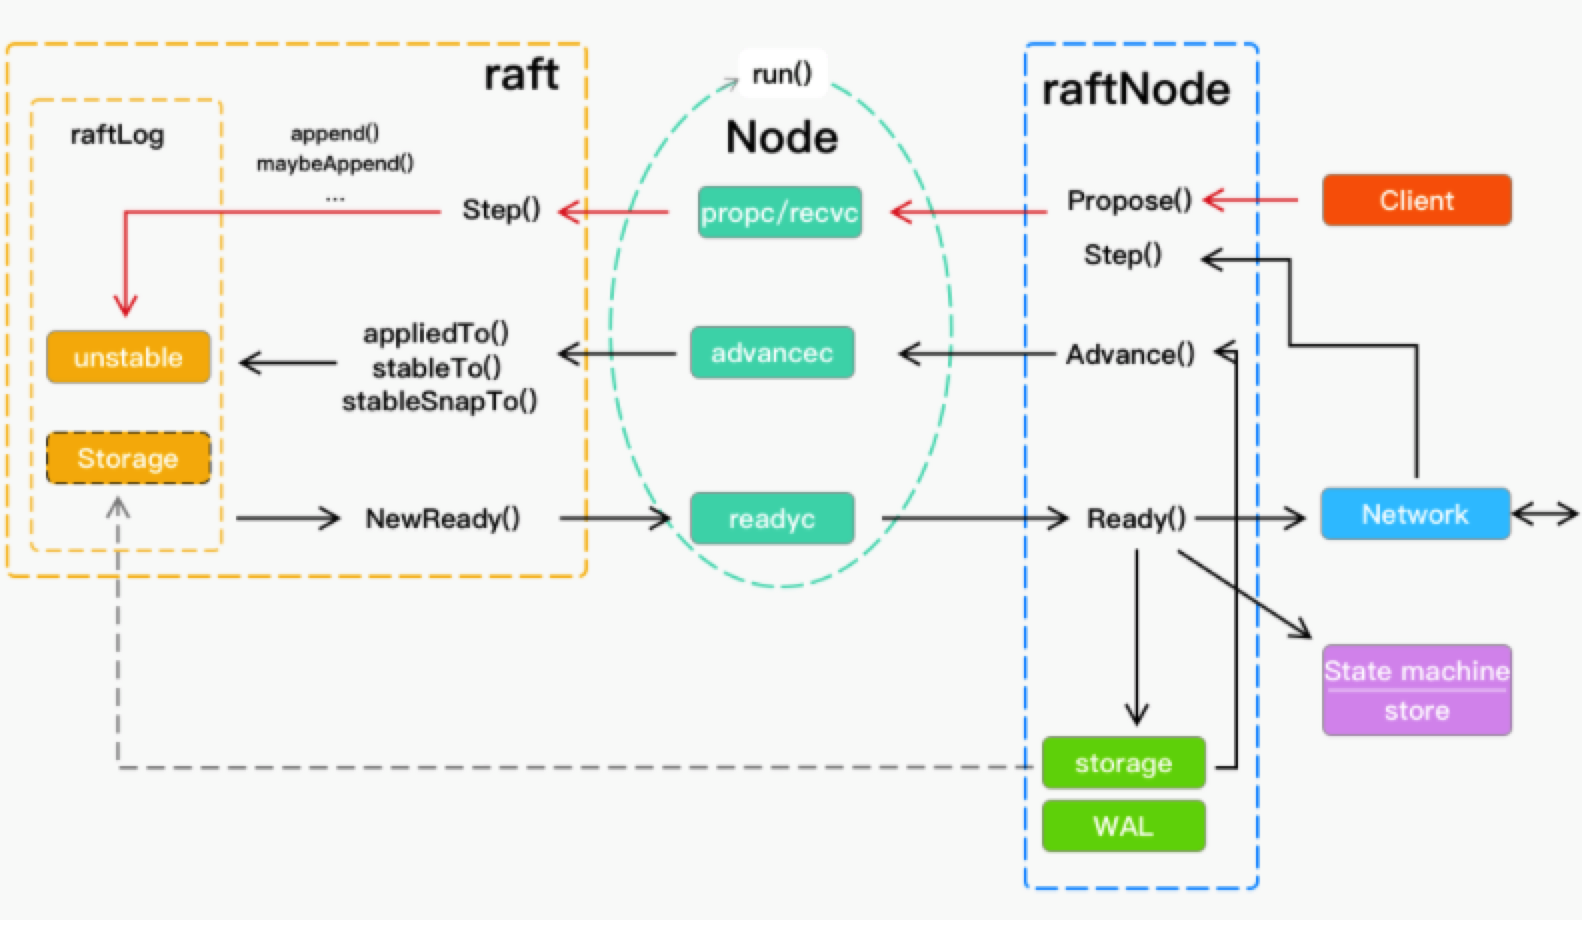 raft
raftLog
append()
maybeAppend()
...
Step()
unstable
appliedTo()
stableTo()
stableSnapTo()
Storage
NewReady()
run()
Node
propc/recvc
advancec
readyc
raftNode
Propose()
Step()
Advance()
Ready()
storage
WAL
Client
Network
State machine
store